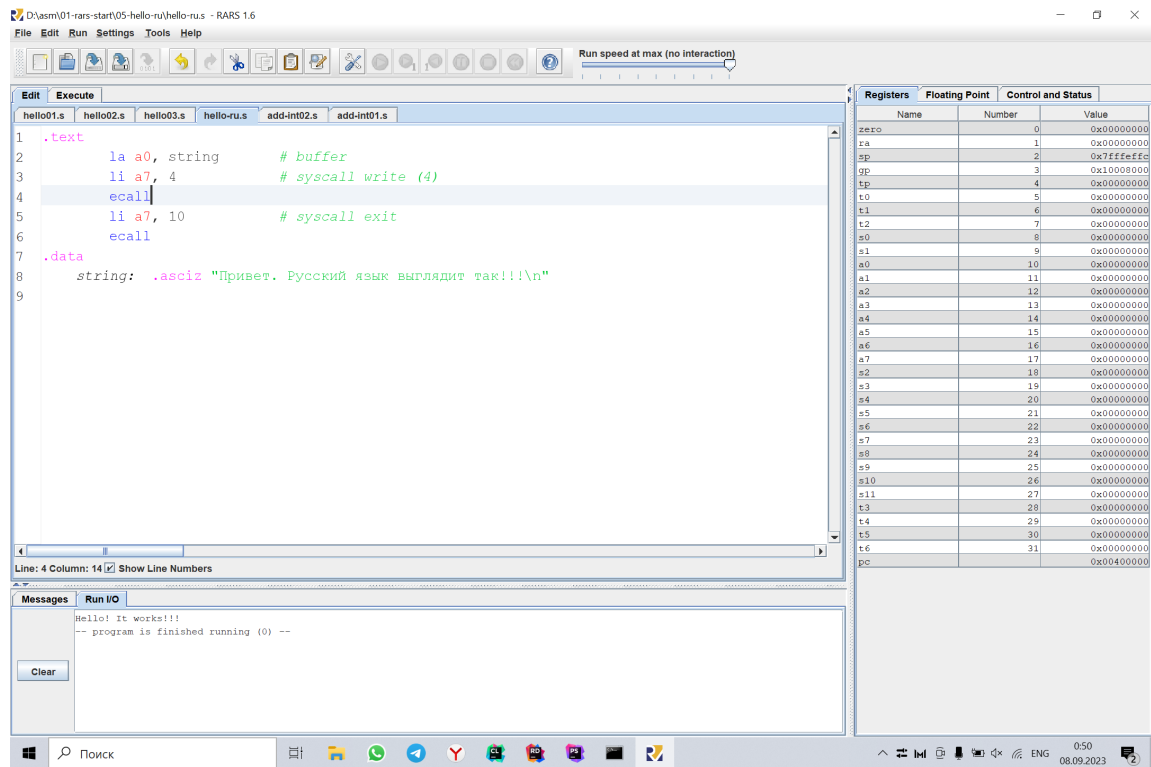 D:\asm\01-rars-start\05-hello-ru\hello-ru.s - RARS 1.6
File Edit Run Settings Tools Help
Run speed at max (no interaction)
Edit Execute
hello01.s hello02.s hello03.s hello-ru.s add-int02.s add-int01.s
1 .text
2 la a0, string # buffer
3 li a7, 4 # syscall write (4)
4 ecall
5 li a7, 10 # syscall exit
6 ecall
7 .data
8 string: .asciz "Привет. Русский язык выглядит так!!!\n"
9
Line: 4 Column: 14 Show Line Numbers
Messages Run I/O
Hello! It works!!!
-- program is finished running (0) --
Clear
Registers Floating Point Control and Status
Name Number Value
zero 0 0x00000000
ra 1 0x00000000
sp 2 0x7fffeffc
gp 3 0x10008000
tp 4 0x00000000
t0 5 0x00000000
t1 6 0x00000000
t2 7 0x00000000
s0 8 0x00000000
s1 9 0x00000000
a0 10 0x00000000
a1 11 0x00000000
a2 12 0x00000000
a3 13 0x00000000
a4 14 0x00000000
a5 15 0x00000000
a6 16 0x00000000
a7 17 0x00000000
s2 18 0x00000000
s3 19 0x00000000
s4 20 0x00000000
s5 21 0x00000000
s6 22 0x00000000
s7 23 0x00000000
s8 24 0x00000000
s9 25 0x00000000
s10 26 0x00000000
s11 27 0x00000000
t3 28 0x00000000
t4 29 0x00000000
t5 30 0x00000000
t6 31 0x00000000
pc 0x00400000
Поиск
CL RD PS
ENG
0:50
08.09.2023
2